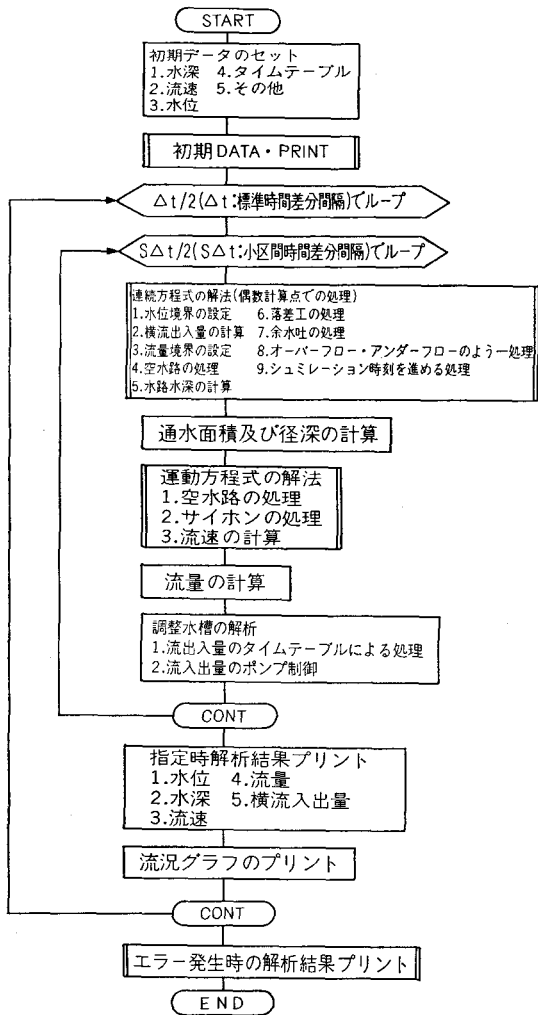 START
初期データのセット
1.水深 4.タイムテーブル
2.流速 5.その他
3.水位
初期DATA・PRINT
Δt/2(Δt:標準時間差分間隔)でループ
SΔt/2(SΔt:小区間時間差分間隔)でループ
連続方程式の解法(偶数計算点での処理)
1.水位境界の設定 6.落差工の処理
2.横流出入量の計算 7.余水吐の処理
3.流量境界の設定 8.オーバーフロー・アンダーフローのよう一処理
4.空水路の処理 9.シュミレーション時刻を進める処理
5.水路水深の計算
通水面積及び径深の計算
運動方程式の解法
1.空水路の処理
2.サイホンの処理
3.流速の計算
流量の計算
調整水槽の解析
1.流出入量のタイムテーブルによる処理
2.流入出量のポンプ制御
CONT
指定時解析結果プリント
1.水位 4.流量
2.水深 5.横流入出量
3.流速
流況グラフのプリント
CONT
エラー発生時の解析結果プリント
END